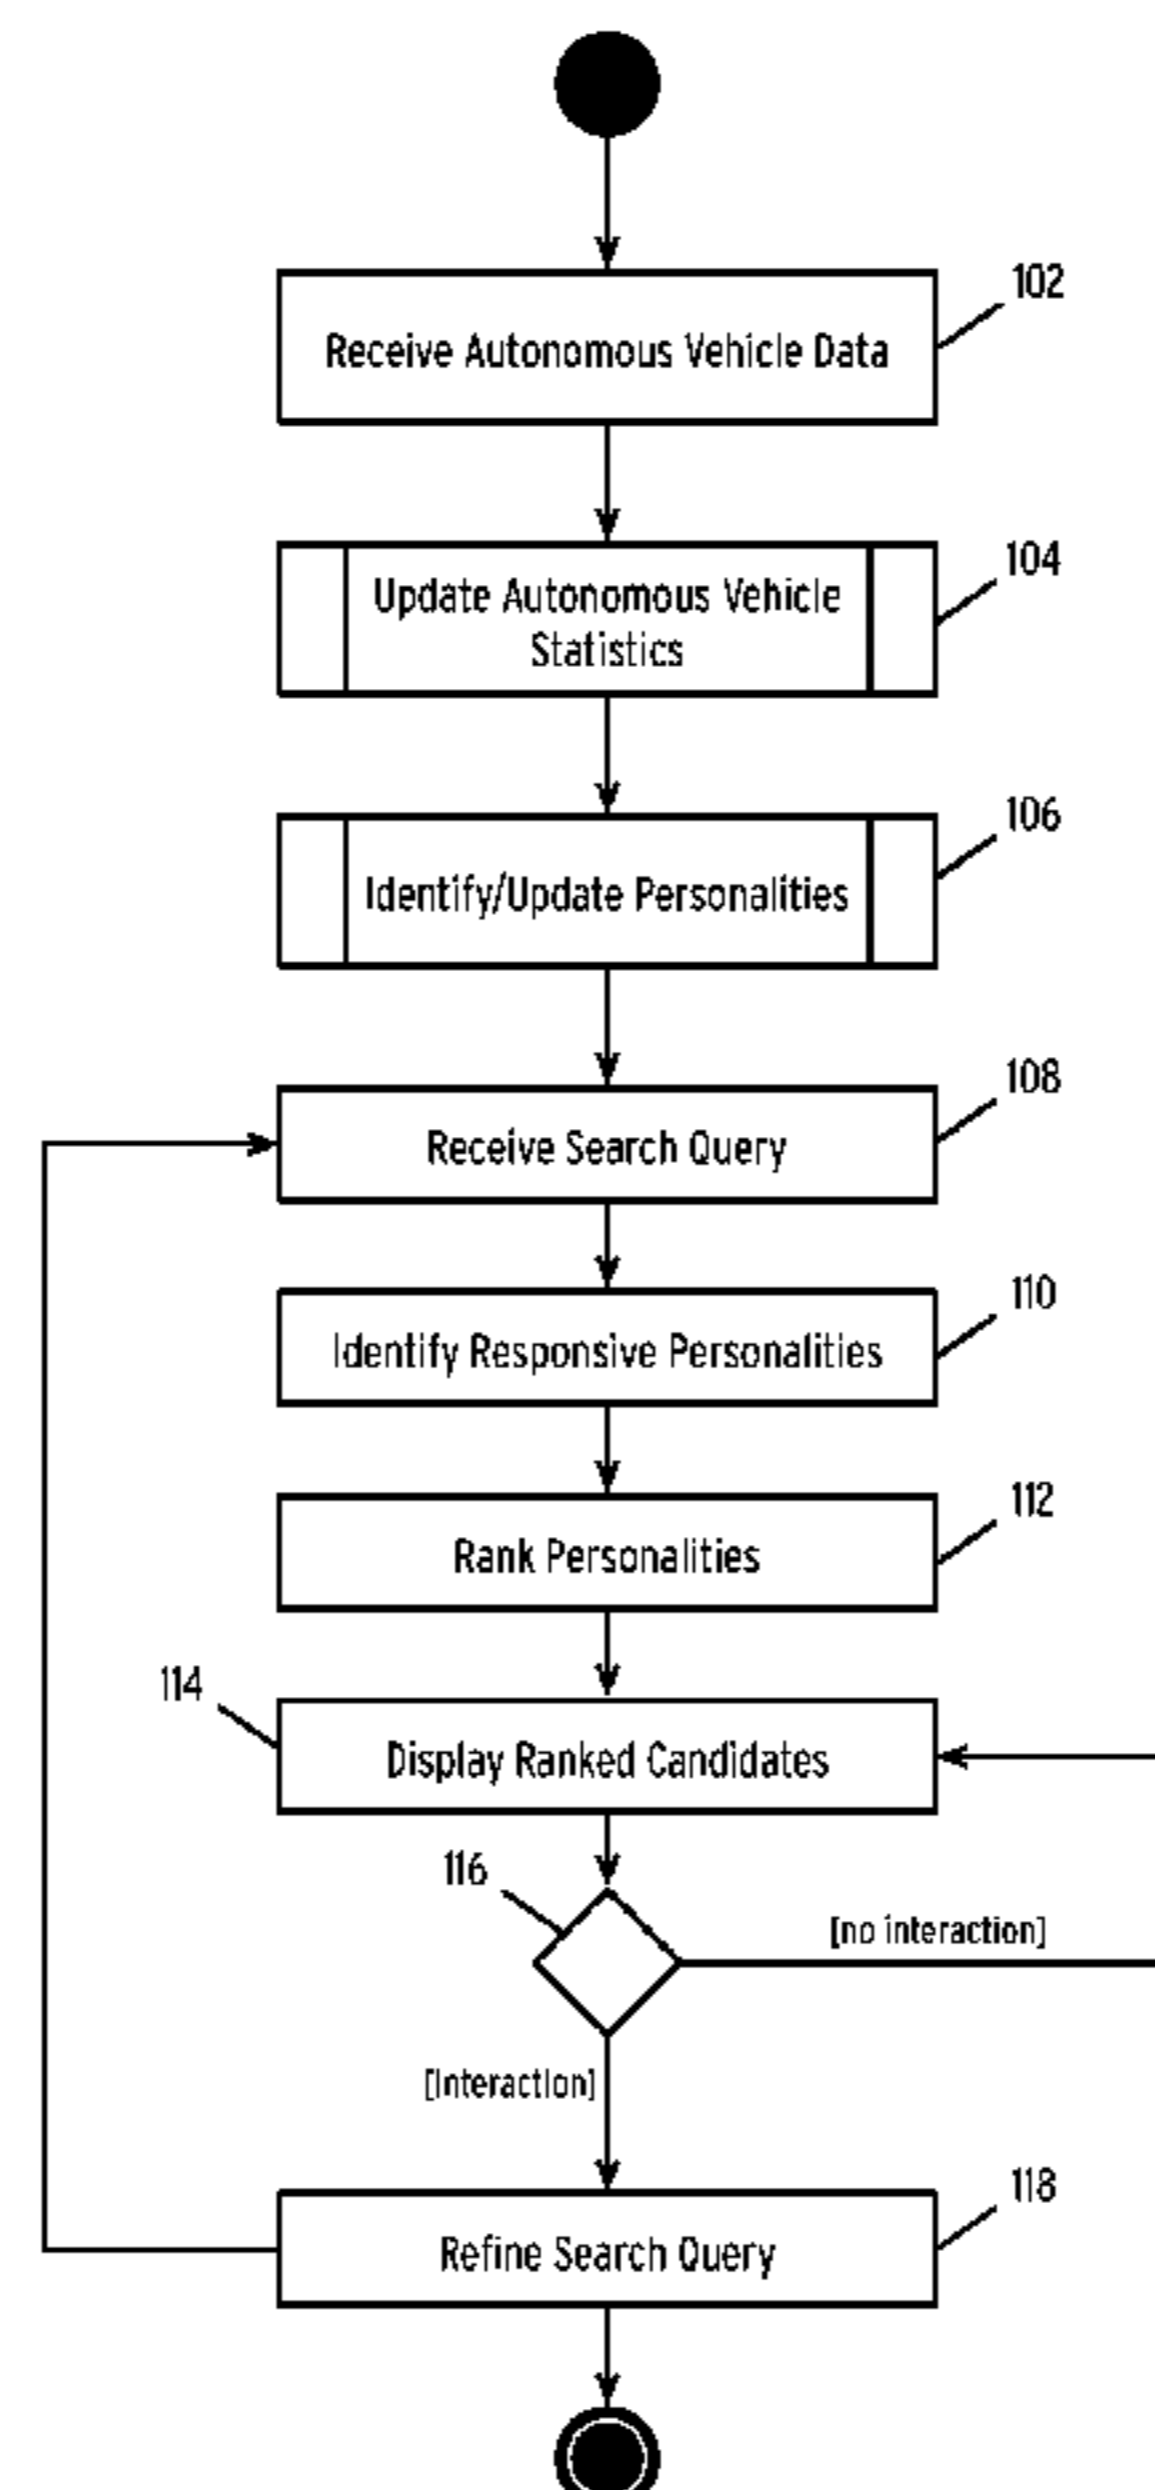 102
Receive Autonomous Vehicle Data
104
Update Autonomous Vehicle
Statistics
106
Identify/Update Personalities
108
Receive Search Query
110
Identify Responsive Personalities
112
Rank Personalities
114
Display Ranked Candidates
116
[no interaction]
[interaction]
118
Refine Search Query